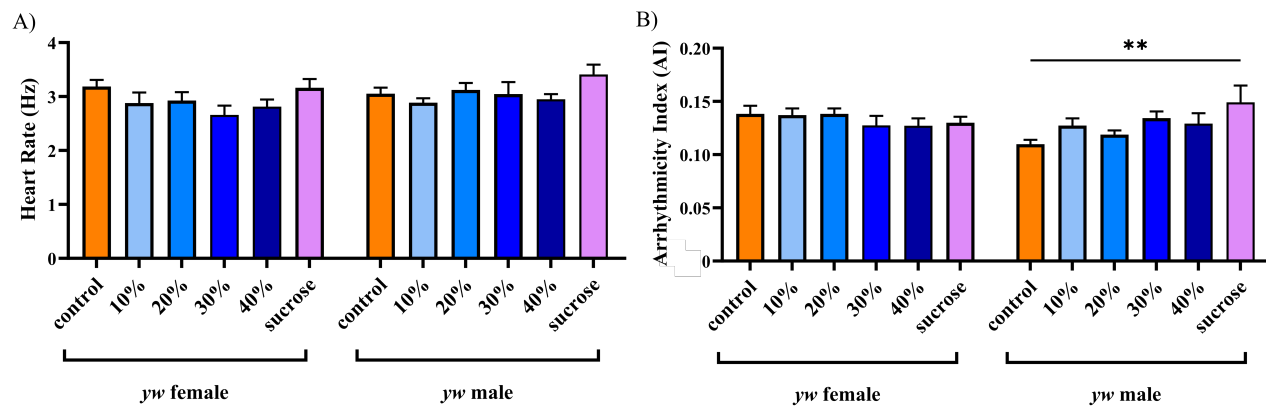 A)
Heart Rate (Hz)
4
3
2
1
0
control
10%
20%
30%
40%
sucrose
control
10%
20%
30%
40%
sucrose
yw female
yw male
B)
Arrhythmicity Index (AI)
0.20
0.15
0.10
0.05
0
**
control
10%
20%
30%
40%
sucrose
control
10%
20%
30%
40%
sucrose
yw female
yw male